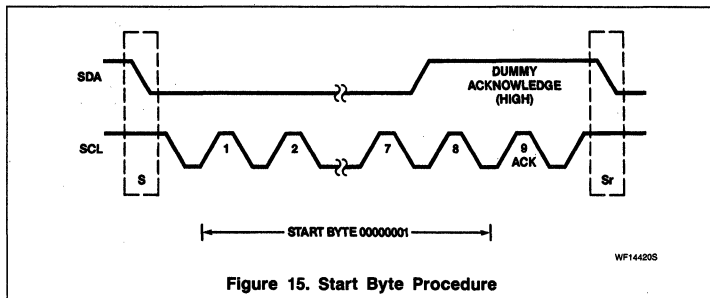 SDA
DUMMY
ACKNOWLEDGE
(HIGH)
SCL
1
2
7
8
9
ACK
S
Sr
START BYTE 00000001
WF14420S
Figure 15. Start Byte Procedure